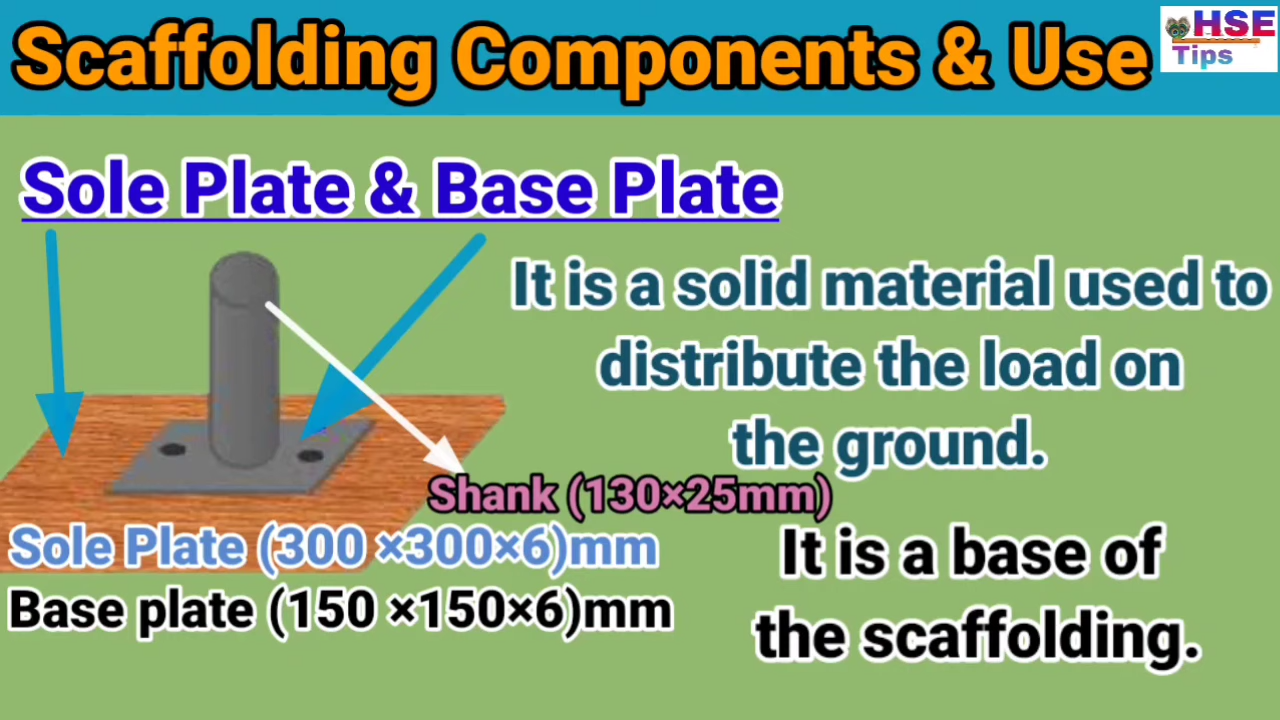 Scaffolding Components & Use
HSE
Tips
Sole Plate & Base Plate
It is a solid material used to
distribute the load on
the ground.
Shank (130×25mm)
Sole Plate (300 ×300×6)mm
Base plate (150 ×150×6)mm
It is a base of
the scaffolding.